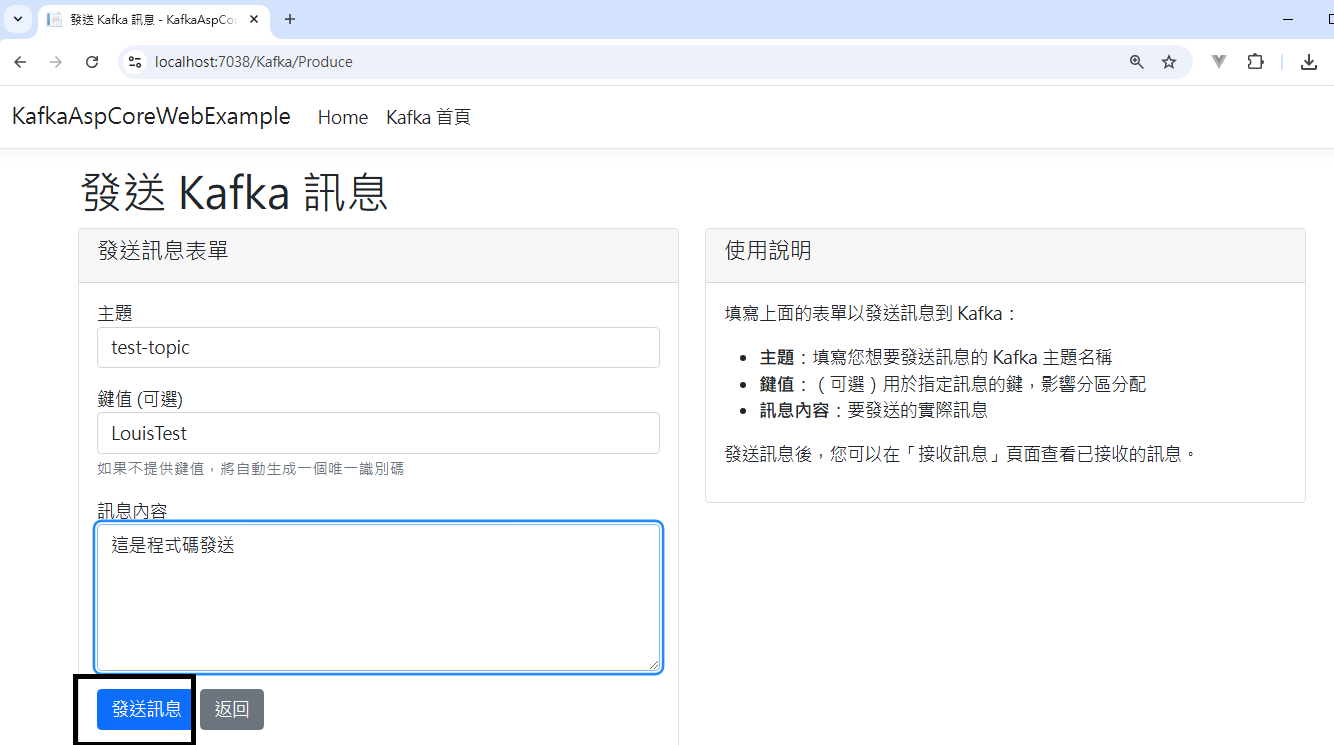 發送 Kafka 訊息 - KafkaAspCo
localhost:7038/Kafka/Produce
KafkaAspCoreWebExample Home Kafka 首頁
發送 Kafka 訊息
發送訊息表單
主題
test-topic
鍵值 (可選)
LouisTest
如果不提供鍵值，將自動生成一個唯一識別碼
訊息內容
這是程式碼發送
發送訊息 返回
使用說明
填寫上面的表單以發送訊息到 Kafka：
主題：填寫您想要發送訊息的 Kafka 主題名稱
鍵值：（可選）用於指定訊息的鍵，影響分區分配
訊息內容：要發送的實際訊息
發送訊息後，您可以在「接收訊息」頁面查看已接收的訊息。